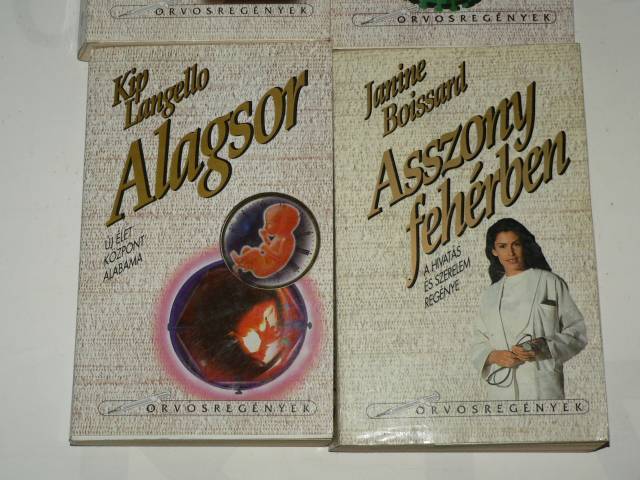 ORVOSREGÉNYEK
ORVOSREGÉNYEK
Kip
Langello
Alagsor
ÚJ ÉLET
KÖZPONT
ALABAMA
ORVOSREGÉNYEK
Janine
Boissard
Asszony
fehérben
A HIVATÁS
ÉS SZERELEM
REGÉNYE
ORVOSREGÉNYEK